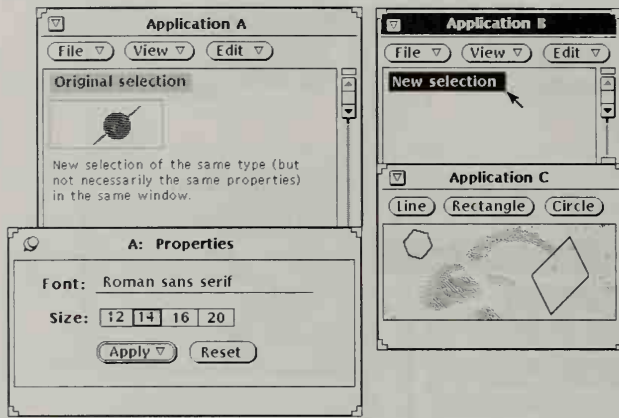 Application A
File View Edit
Original selection
New selection of the same type (but
not necessarily the same properties)
in the same window.
A: Properties
Font: Roman sans serif
Size: 12 14 16 20
Apply Reset
Application B
File View Edit
New selection
Application C
Line Rectangle Circle